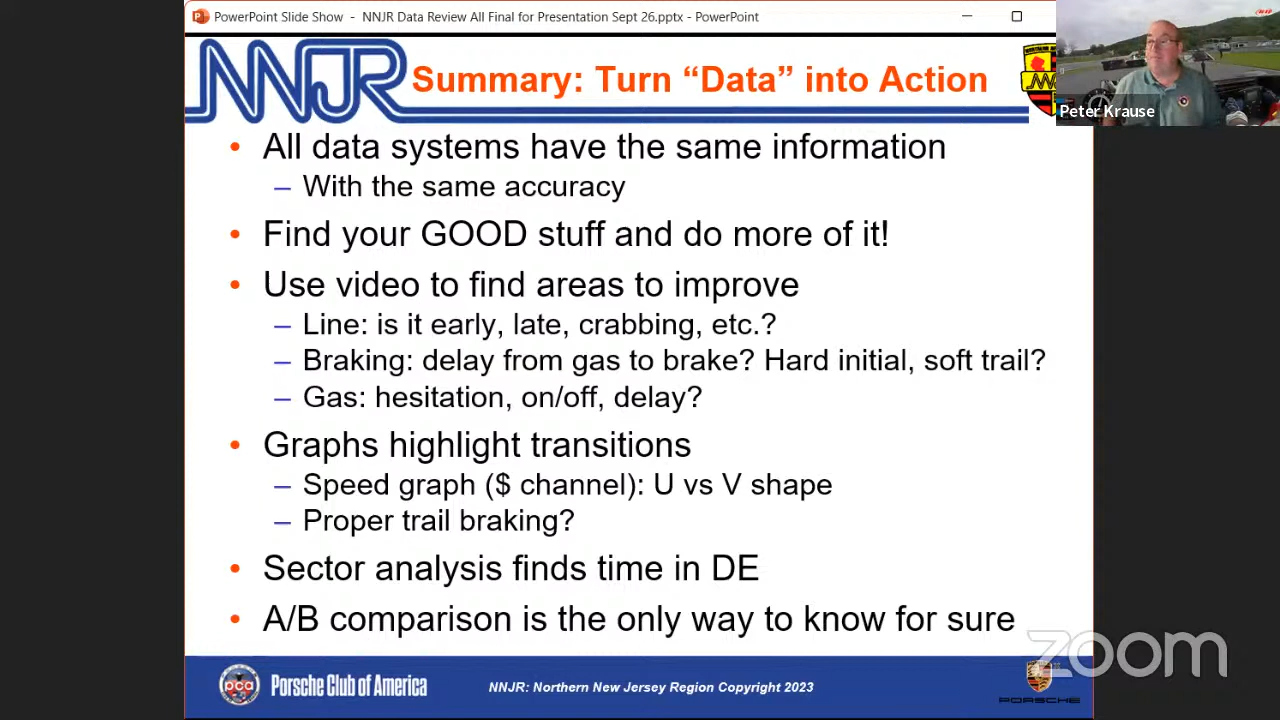 PowerPoint Slide Show - NNJR Data Review All Final for Presentation Sept 26.pptx - PowerPoint
NNJR
Summary: Turn “Data” into Action
Peter Krause
• All data systems have the same information
– With the same accuracy
• Find your GOOD stuff and do more of it!
• Use video to find areas to improve
– Line: is it early, late, crabbing, etc.?
– Braking: delay from gas to brake? Hard initial, soft trail?
– Gas: hesitation, on/off, delay?
• Graphs highlight transitions
– Speed graph ($ channel): U vs V shape
– Proper trail braking?
• Sector analysis finds time in DE
• A/B comparison is the only way to know for sure
zoom
pca
Porsche Club of America
NNJR: Northern New Jersey Region Copyright 2023
PORSCHE